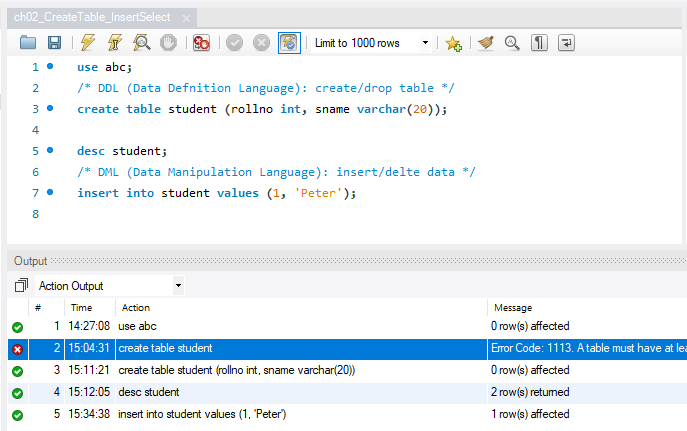 ch02_CreateTable_InsertSelect
Limit to 1000 rows
1 use abc;
2 /* DDL (Data Defnition Language): create/drop table */
3 create table student (rollno int, sname varchar(20));
4
5 desc student;
6 /* DML (Data Manipulation Language): insert/delte data */
7 insert into student values (1, 'Peter');
8
Output
Action Output
# Time Action Message
1 14:27:08 use abc 0 row(s) affected
2 15:04:31 create table student Error Code: 1113. A table must have at lea
3 15:11:21 create table student (rollno int, sname varchar(20)) 0 row(s) affected
4 15:12:05 desc student 2 row(s) returned
5 15:34:38 insert into student values (1, 'Peter') 1 row(s) affected